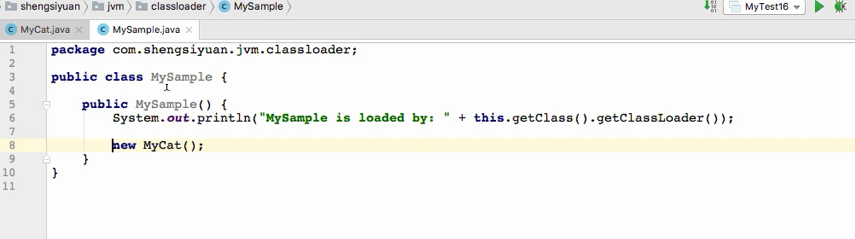 shengsiyuan jvm classloader MySample MyTest16
MyCat.java MySample.java
1 package com.shengsiyuan.jvm.classloader;
2
3 public class MySample {
4
5 public MySample() {
6 System.out.println("MySample is loaded by: " + this.getClass().getClassLoader());
7
8 new MyCat();
9 }
10 }
11